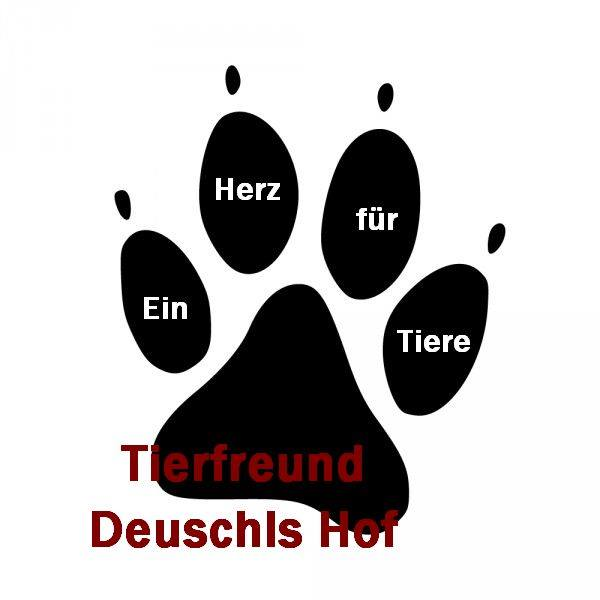 Ein
Herz
für
Tiere
Tierfreund
Deuschls Hof